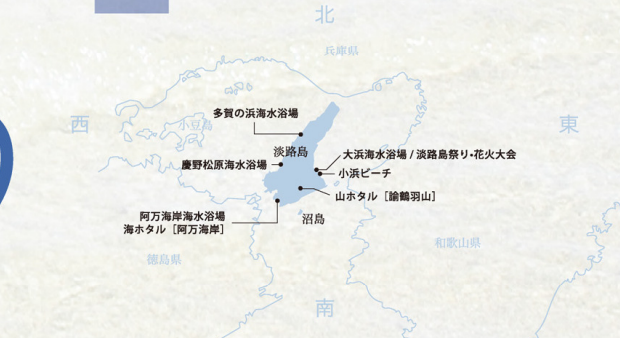 北
兵庫県
多賀の浜海水浴場
西
小豆島
東
淡路島
大浜海水浴場 / 淡路島祭り・花火大会
慶野松原海水浴場
小浜ビーチ
山ホタル［諭鶴羽山］
阿万海岸海水浴場
沼島
海ホタル［阿万海岸］
和歌山県
徳島県
南